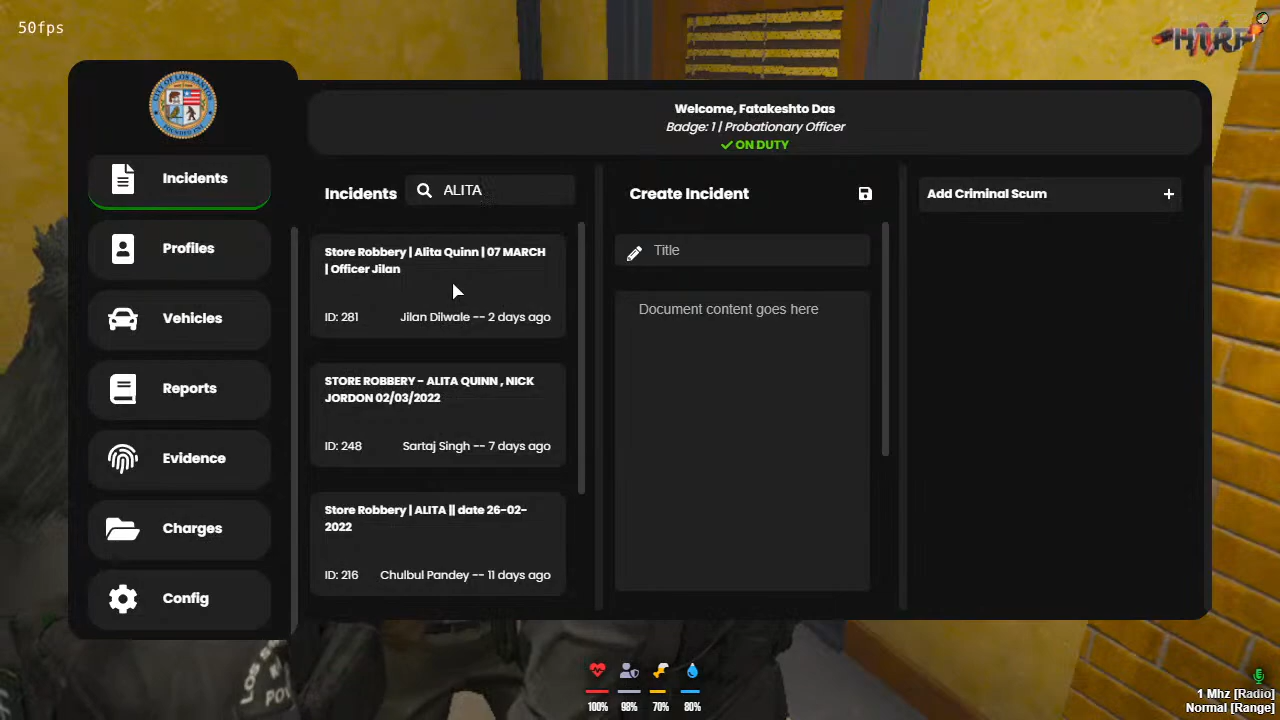 50fps
HTRP
Welcome, Fatakeshto Das
Badge: 1 | Probationary Officer
ON DUTY
Incidents
Profiles
Vehicles
Reports
Evidence
Charges
Config
Incidents
ALITA
Store Robbery | Alita Quinn | 07 MARCH
| Officer Jilan
ID: 281 Jilan Dilwale -- 2 days ago
STORE ROBBERY - ALITA QUINN , NICK
JORDON 02/03/2022
ID: 248 Sartaj Singh -- 7 days ago
Store Robbery | ALITA || date 26-02-
2022
ID: 216 Chulbul Pandey -- 11 days ago
Create Incident
Title
Document content goes here
Add Criminal Scum
+
100% 98% 70% 80%
1 Mhz [Radio]
Normal [Range]